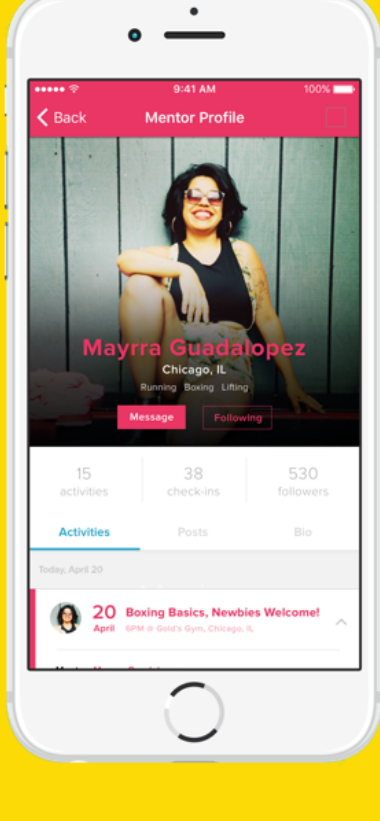 9:41 AM 100%
Back Mentor Profile
Mayrra Guadalopez
Chicago, IL
Running Boxing Lifting
Message Following
15 38 530
activities check-ins followers
Activities Posts Bio
Today, April 20
20 Boxing Basics, Newbies Welcome!
April 6PM @ Gold's Gym, Chicago, IL